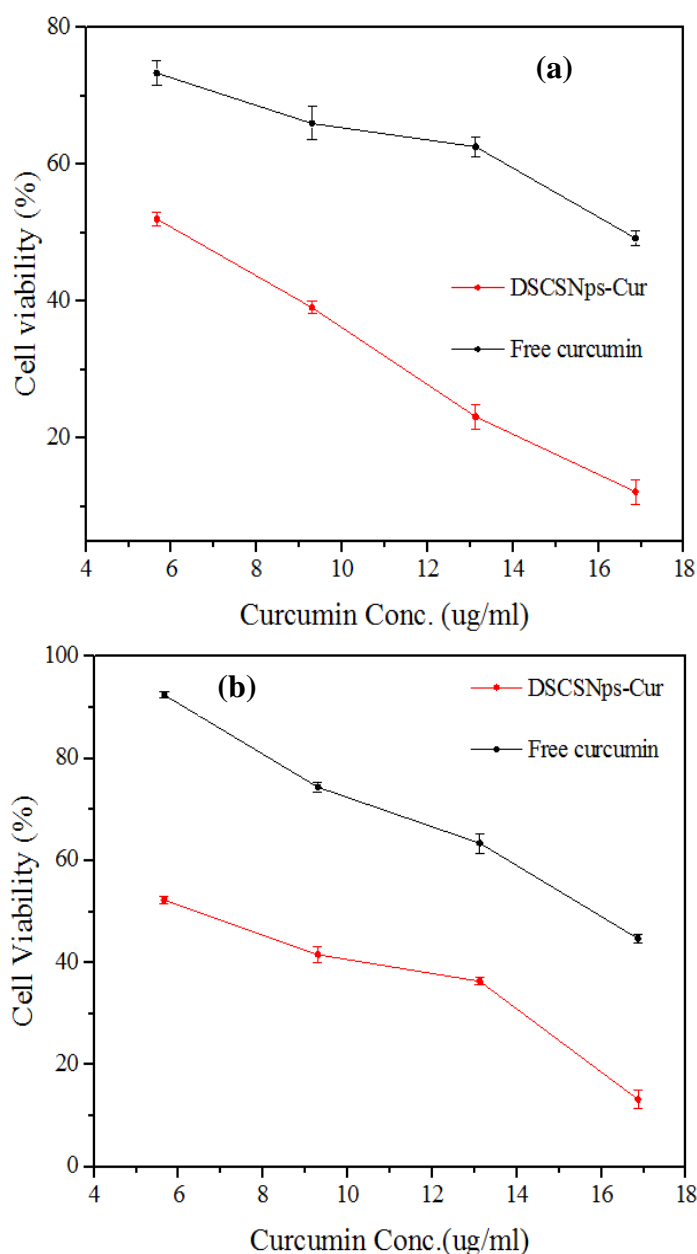 (a)
80
60
40
20
Cell viability (%)
DSCSNps-Cur
Free curcumin
4 6 8 10 12 14 16 18
Curcumin Conc. (ug/ml)
(b)
100
80
60
40
20
0
Cell Viability (%)
DSCSNps-Cur
Free curcumin
4 6 8 10 12 14 16 18
Curcumin Conc.(ug/ml)